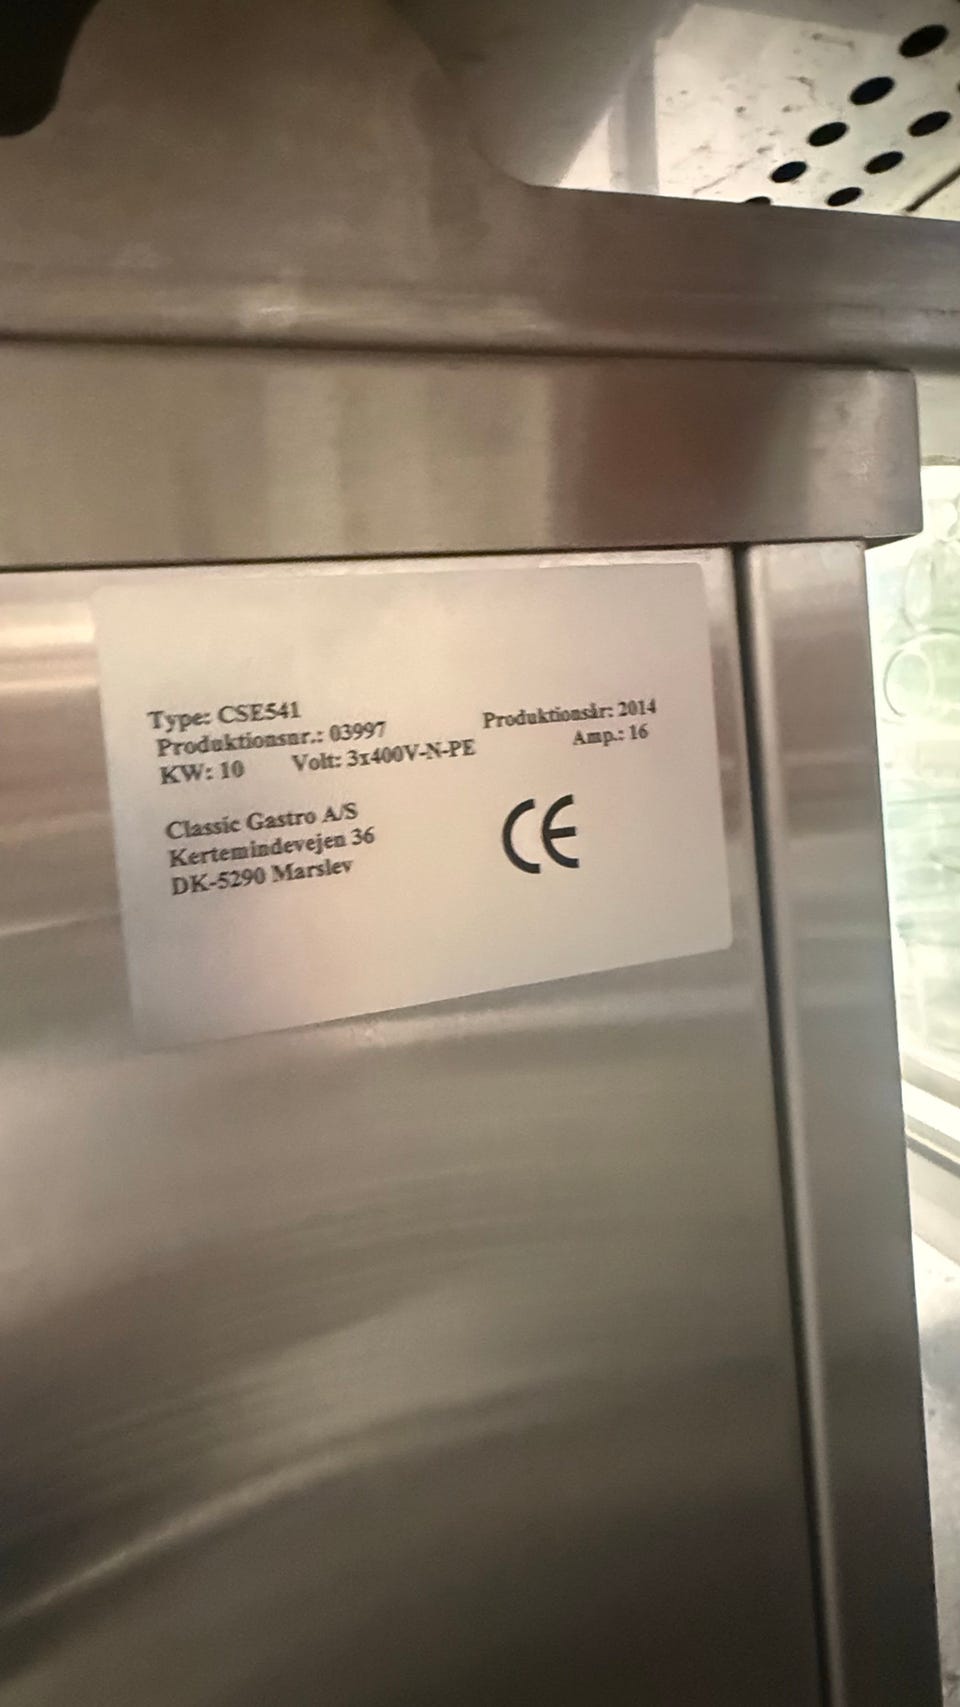 Type: CSE541
Produktionsnr.: 03997 Produktionsår: 2014
KW: 10 Volt: 3x400V-N-PE Amp.: 16
Classic Gastro A/S
Kertemindevejen 36
DK-5290 Marslev
CE